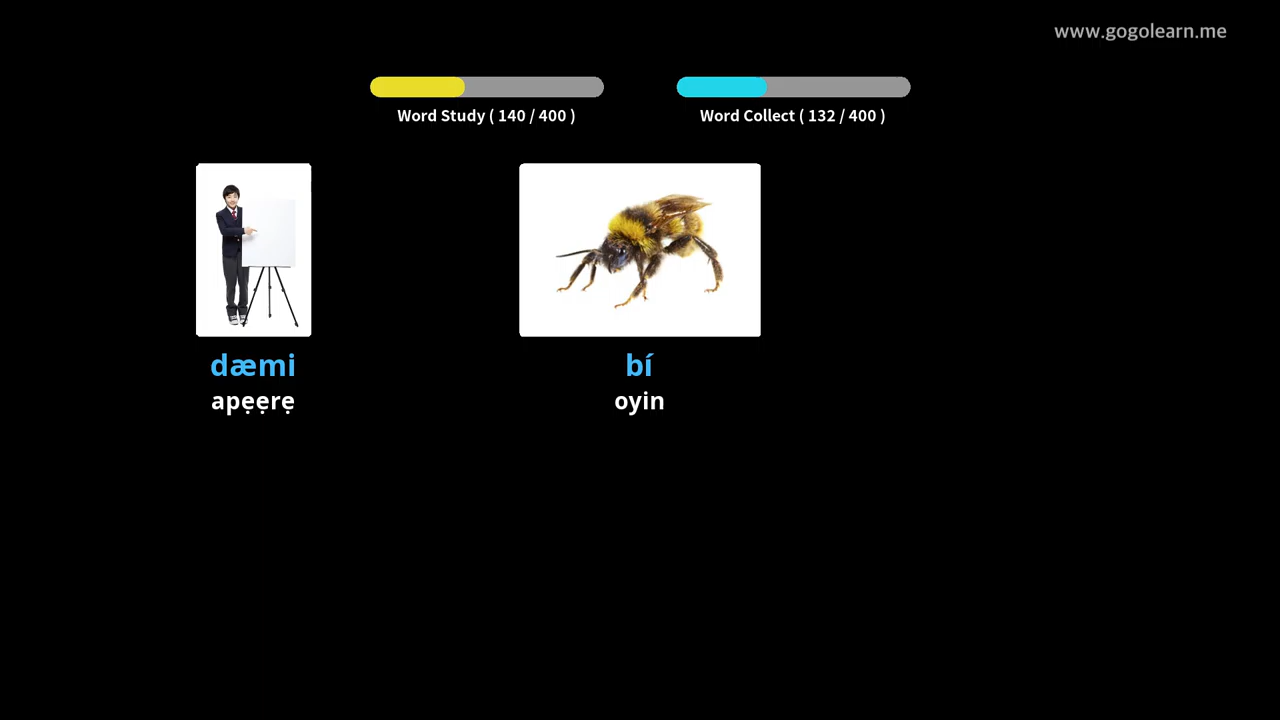 www.gogolearn.me
Word Study ( 140 / 400 )
Word Collect ( 132 / 400 )
dæmi
apẹẹrẹ
bí
oyin